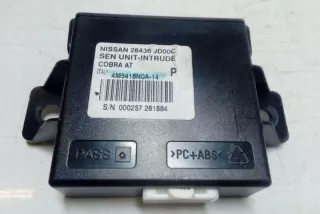 NISSAN 28436 JD00C
SEN UNIT-INTRUDE
COBRA AT
P
ITALY 4M5418N0A-14
S/N 000257 281884
PASS
>PC+ABS<